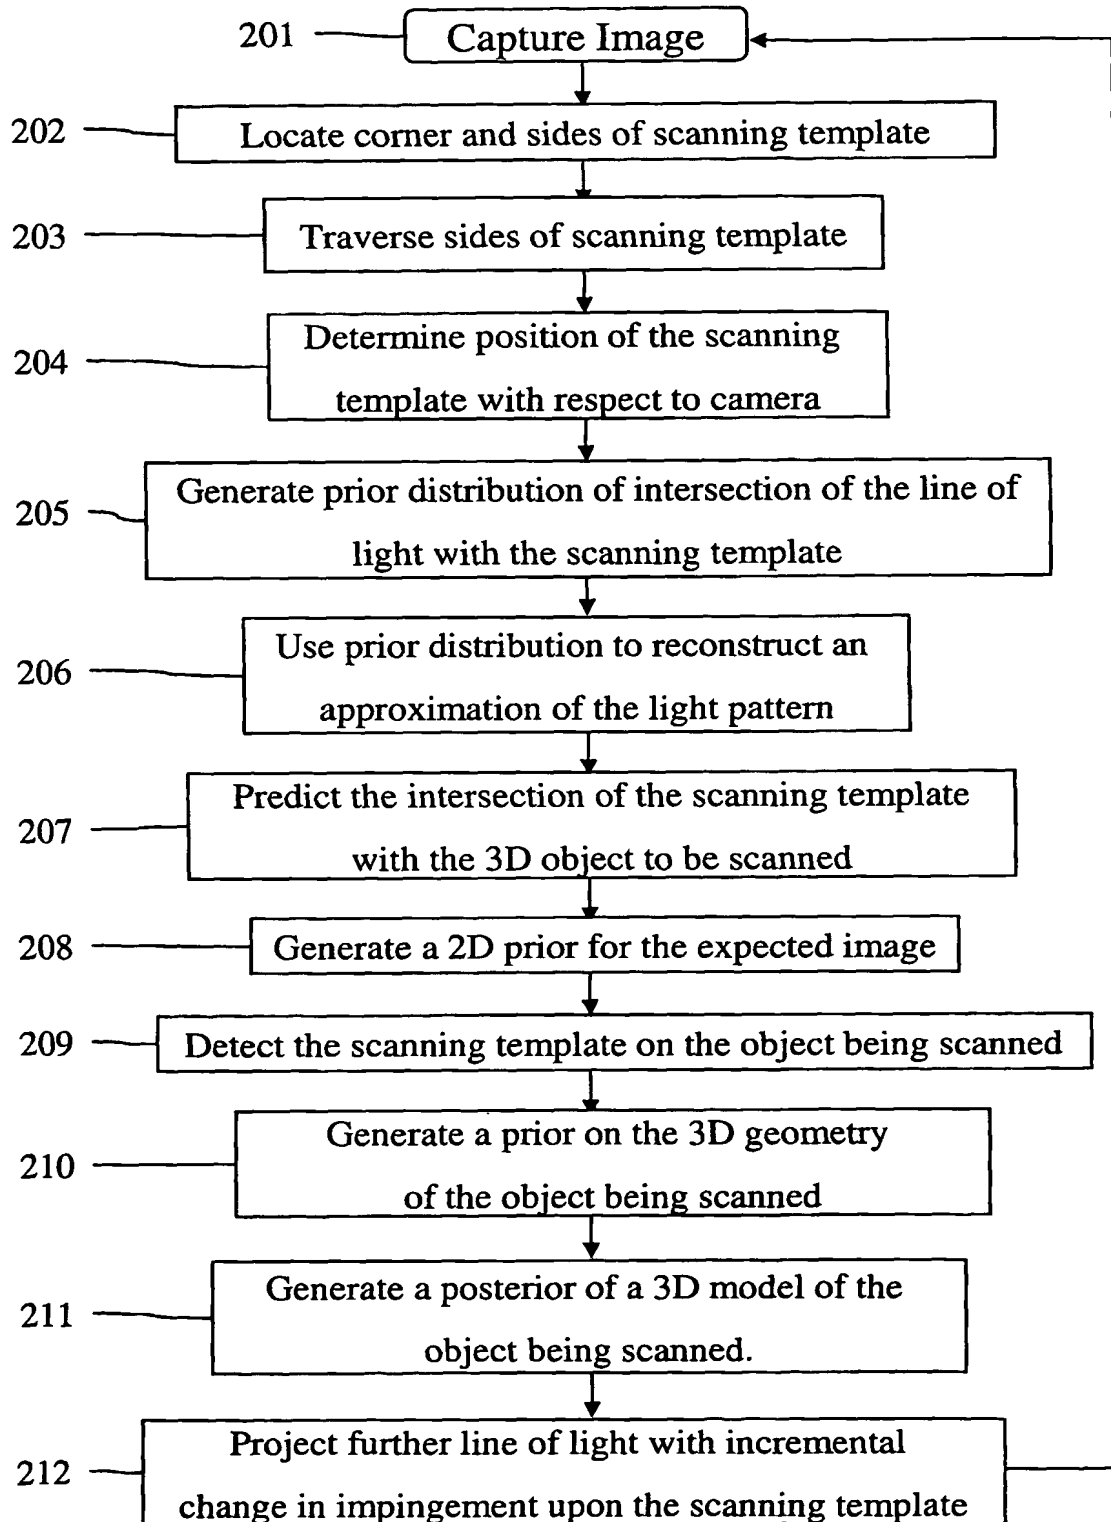 201
Capture Image
202
Locate corner and sides of scanning template
203
Traverse sides of scanning template
204
Determine position of the scanning
template with respect to camera
205
Generate prior distribution of intersection of the line of
light with the scanning template
206
Use prior distribution to reconstruct an
approximation of the light pattern
207
Predict the intersection of the scanning template
with the 3D object to be scanned
208
Generate a 2D prior for the expected image
209
Detect the scanning template on the object being scanned
210
Generate a prior on the 3D geometry
of the object being scanned
211
Generate a posterior of a 3D model of the
object being scanned.
212
Project further line of light with incremental
change in impingement upon the scanning template